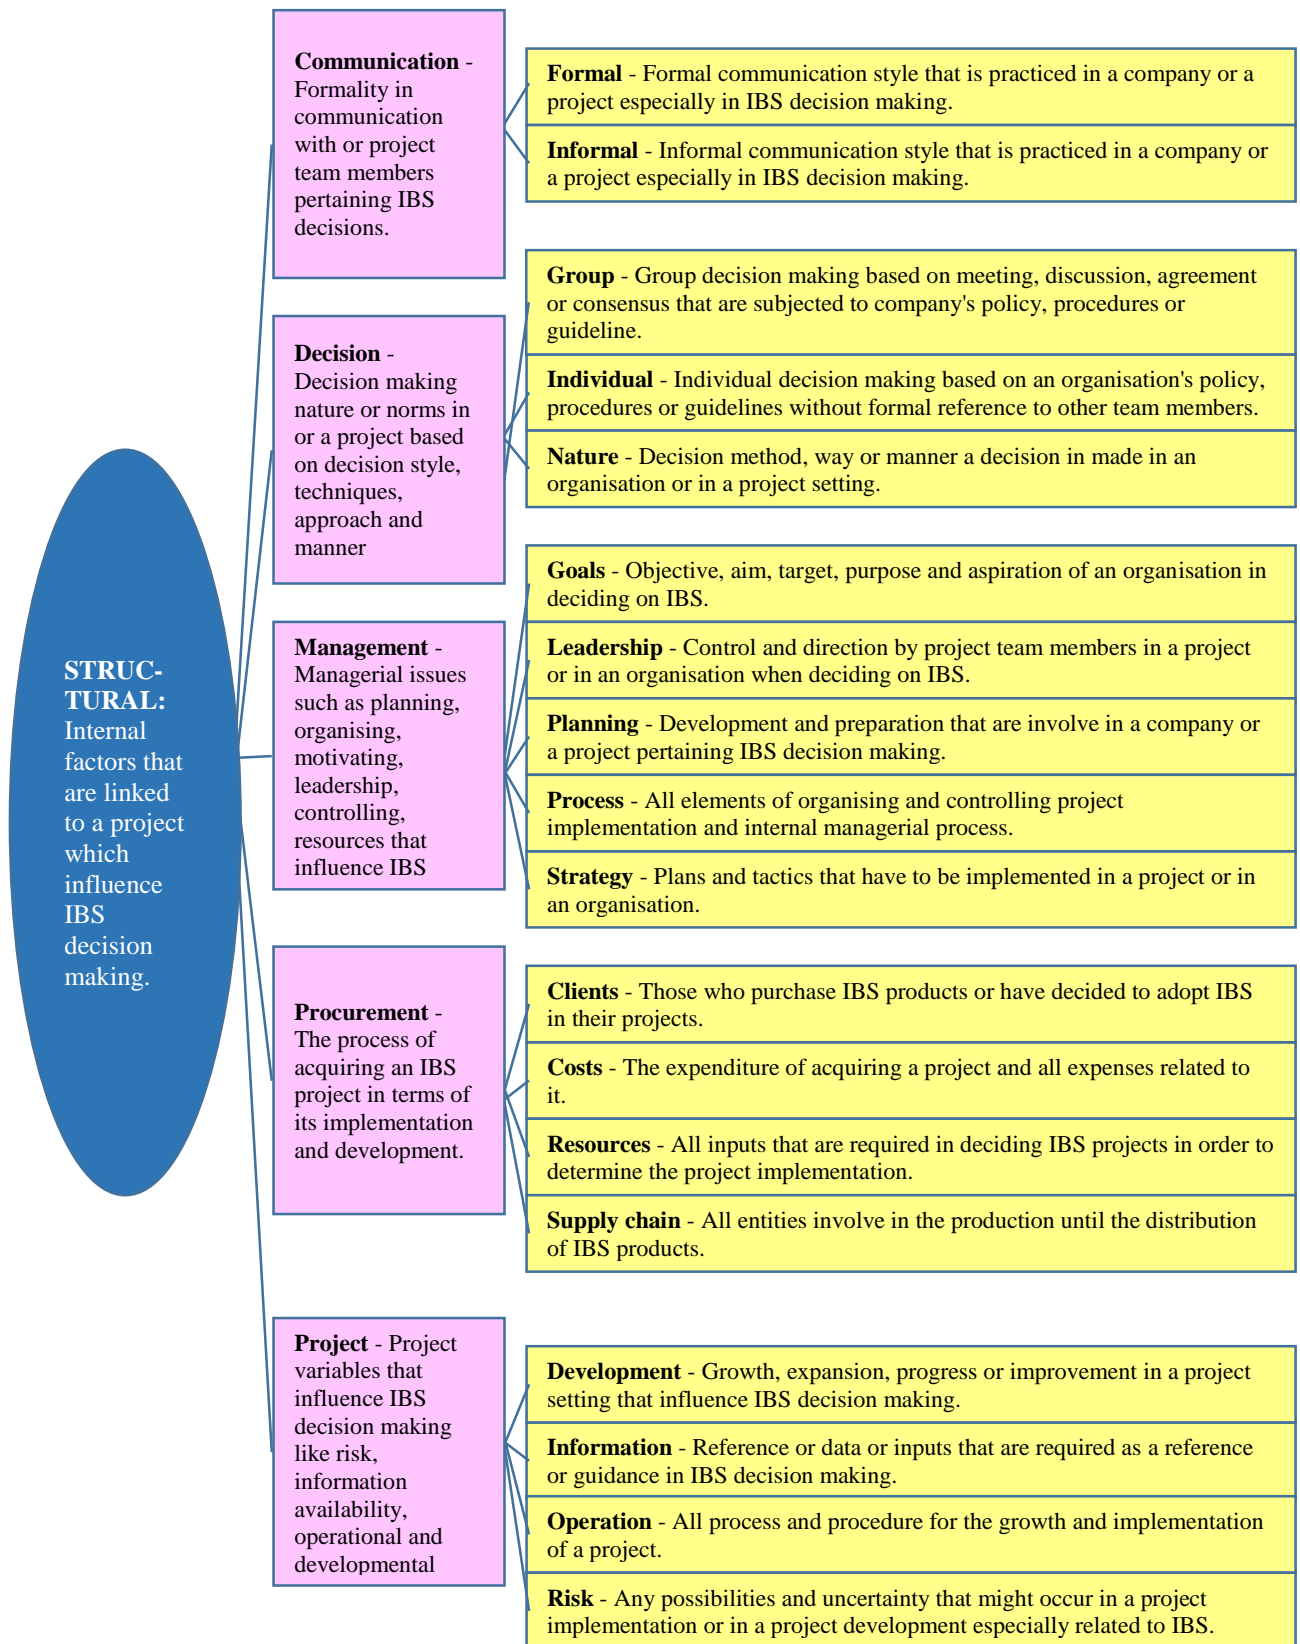 STRUC-
TURAL:
Internal
factors that
are linked
to a project
which
influence
IBS
decision
making.
Communication -
Formality in
communication
with or project
team members
pertaining IBS
decisions.
Formal - Formal communication style that is practiced in a company or a
project especially in IBS decision making.
Informal - Informal communication style that is practiced in a company or
a project especially in IBS decision making.
Decision -
Decision making
nature or norms in
or a project based
on decision style,
techniques,
approach and
manner
Group - Group decision making based on meeting, discussion, agreement
or consensus that are subjected to company's policy, procedures or
guideline.
Individual - Individual decision making based on an organisation's policy,
procedures or guidelines without formal reference to other team members.
Nature - Decision method, way or manner a decision in made in an
organisation or in a project setting.
Management -
Managerial issues
such as planning,
organising,
motivating,
leadership,
controlling,
resources that
influence IBS
Goals - Objective, aim, target, purpose and aspiration of an organisation in
deciding on IBS.
Leadership - Control and direction by project team members in a project
or in an organisation when deciding on IBS.
Planning - Development and preparation that are involve in a company or
a project pertaining IBS decision making.
Process - All elements of organising and controlling project
implementation and internal managerial process.
Strategy - Plans and tactics that have to be implemented in a project or in
an organisation.
Procurement -
The process of
acquiring an IBS
project in terms of
its implementation
and development.
Clients - Those who purchase IBS products or have decided to adopt IBS
in their projects.
Costs - The expenditure of acquiring a project and all expenses related to
it.
Resources - All inputs that are required in deciding IBS projects in order to
determine the project implementation.
Supply chain - All entities involve in the production until the distribution
of IBS products.
Project - Project
variables that
influence IBS
decision making
like risk,
information
availability,
operational and
developmental
Development - Growth, expansion, progress or improvement in a project
setting that influence IBS decision making.
Information - Reference or data or inputs that are required as a reference
or guidance in IBS decision making.
Operation - All process and procedure for the growth and implementation
of a project.
Risk - Any possibilities and uncertainty that might occur in a project
implementation or in a project development especially related to IBS.